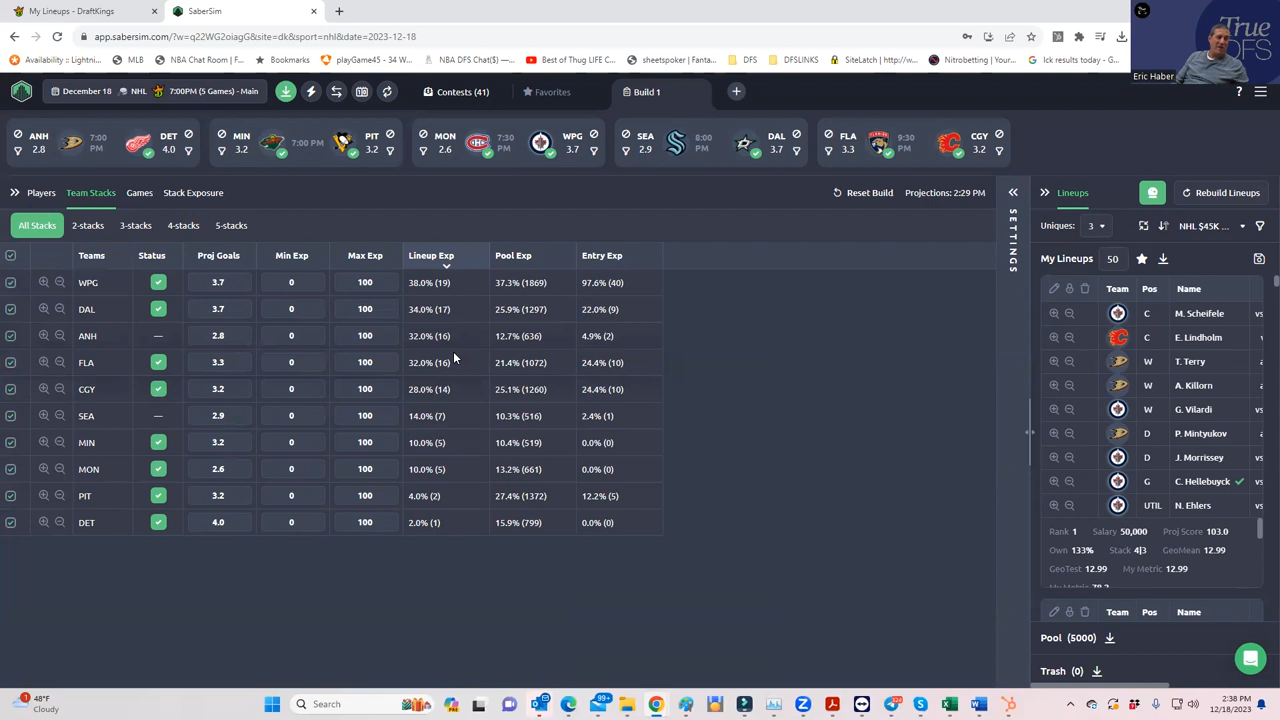 My Lineups - DraftKings
SaberSim
app.sabersim.com/?w=q22WG2oiagG&site=dk&sport=nhl&date=2023-12-18
Availability :: Lightnin...
MLB
NBA Chat Room | F...
Bankroll
playGame45 - 34 W...
NBA DFS Chat($) -...
Best of Thug LIFE C...
sheetspoker | Fanta...
DFS
DFSLINKS
SiteLatch | Sherdog...
Nitrobetting | Your...
Ick results today - G...
True
DFS
Eric Haber
December 18
NHL
7:00PM (5 Games) - Main
Contests (41)
Favorites
Build 1
ANH
2.8
7:00
PM
DET
4.0
MIN
3.2
7:00 PM
PIT
3.2
MON
2.6
7:30
PM
WPG
3.7
SEA
2.9
8:00
PM
DAL
3.7
FLA
3.3
9:30
PM
CGY
3.2
Players
Team Stacks
Games
Stack Exposure
Reset Build
Projections: 2:29 PM
All Stacks
2-stacks
3-stacks
4-stacks
5-stacks
Teams Status Proj Goals Min Exp Max Exp Lineup Exp Pool Exp Entry Exp
WPG 3.7 0 100 38.0% (19) 37.3% (1869) 97.6% (40)
DAL 3.7 0 100 34.0% (17) 25.9% (1297) 22.0% (9)
ANH — 2.8 0 100 32.0% (16) 12.7% (636) 4.9% (2)
FLA 3.3 0 100 32.0% (16) 21.4% (1072) 24.4% (10)
CGY 3.2 0 100 28.0% (14) 25.1% (1260) 24.4% (10)
SEA — 2.9 0 100 14.0% (7) 10.3% (516) 2.4% (1)
MIN 3.2 0 100 10.0% (5) 10.4% (519) 0.0% (0)
MON 2.6 0 100 10.0% (5) 13.2% (661) 0.0% (0)
PIT 3.2 0 100 4.0% (2) 27.4% (1372) 12.2% (5)
DET 4.0 0 100 2.0% (1) 15.9% (799) 0.0% (0)
SETTINGS
Lineups
Rebuild Lineups
Uniques: 3
NHL $45K ...
My Lineups 50
Team Pos Name
C M. Scheifele vs
C E. Lindholm vs
W T. Terry a
W A. Killorn a
W G. Vilardi vs
D P. Mintyukov a
D J. Morrissey vs
G C. Hellebuyck vs
UTIL N. Ehlers vs
Rank 1 Salary 50,000 Proj Score 103.0
Own 133% Stack 4|3 GeoMean 12.99
GeoTest 12.99 My Metric 12.99
Team Pos Name
Pool (5000)
Trash (0)
48°F
Cloudy
Search
99+
2:38 PM
12/18/2023